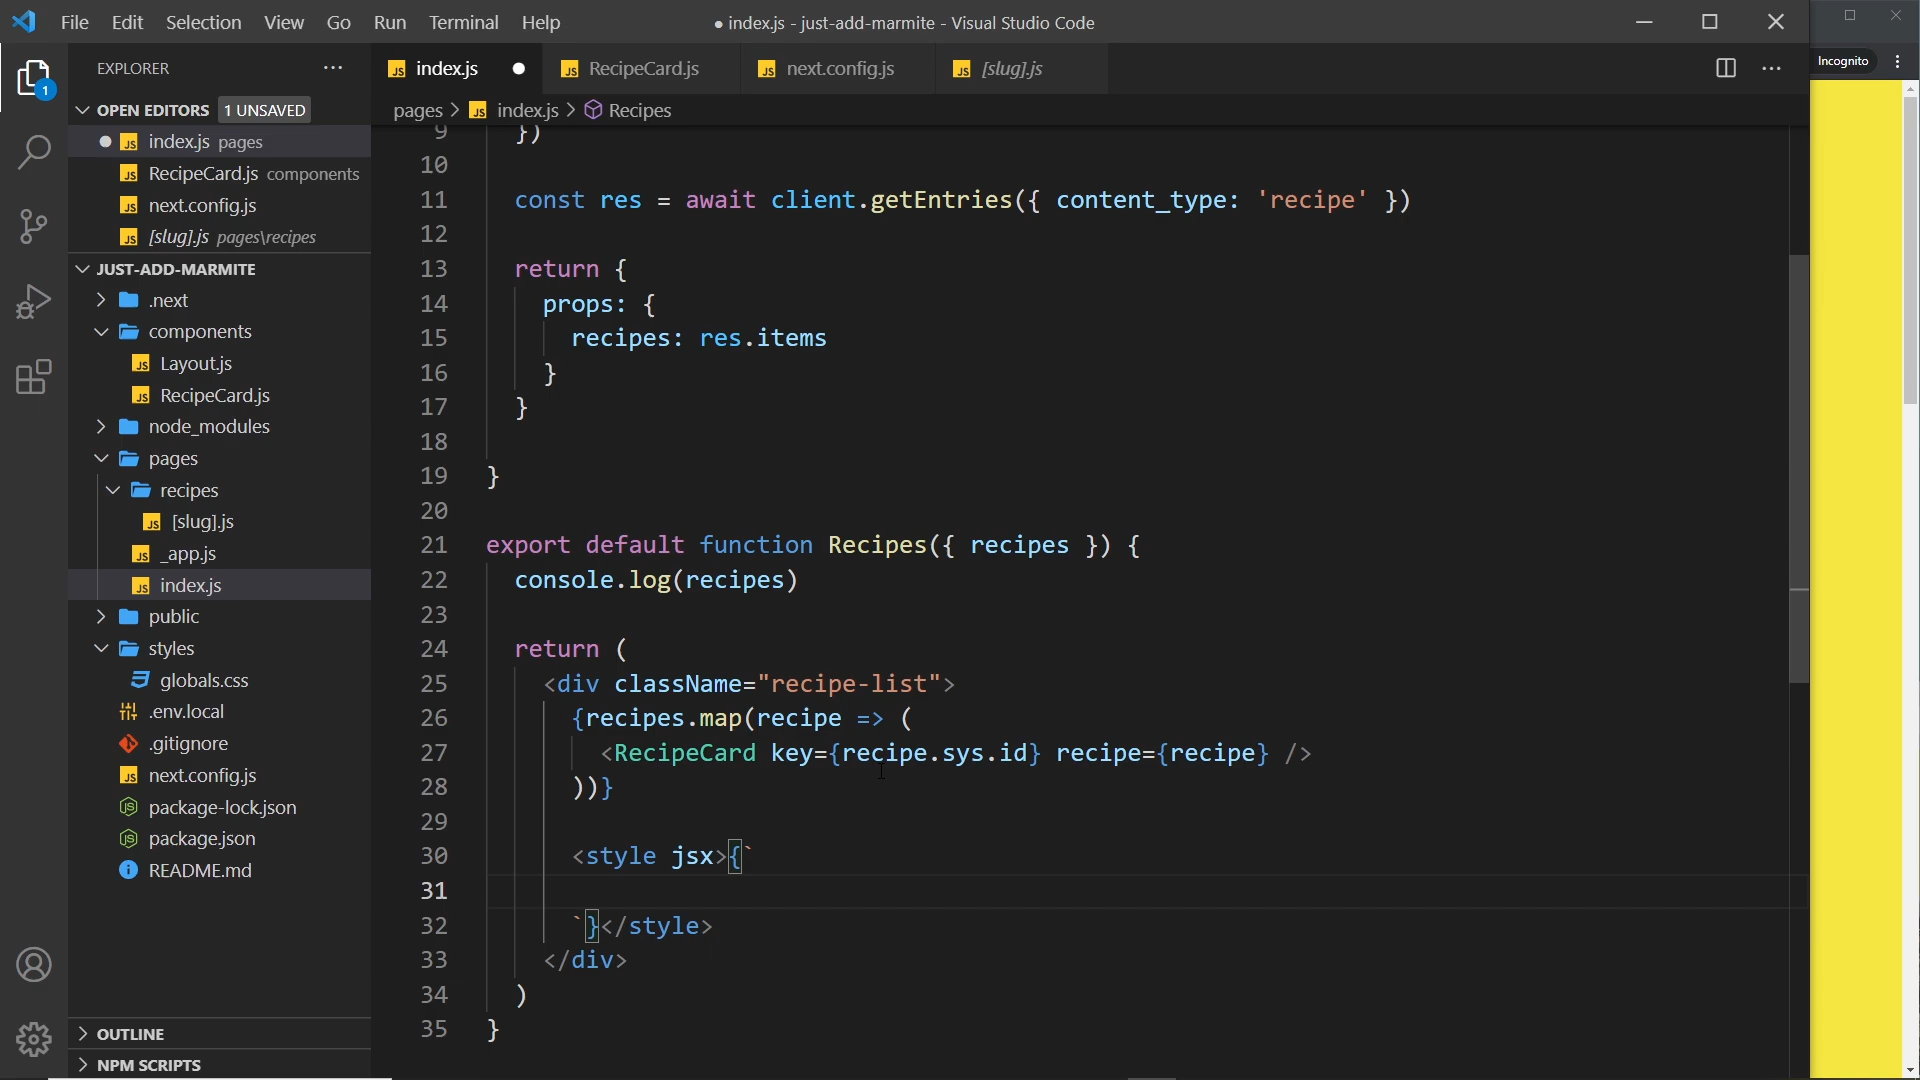 File Edit Selection View Go Run Terminal Help
● index.js - just-add-marmite - Visual Studio Code
Incognito
EXPLORER
OPEN EDITORS 1 UNSAVED
index.js pages
RecipeCard.js components
next.config.js
[slug].js pages\recipes
JUST-ADD-MARMITE
.next
components
Layout.js
RecipeCard.js
node_modules
pages
recipes
[slug].js
_app.js
index.js
public
styles
globals.css
.env.local
.gitignore
next.config.js
package-lock.json
package.json
README.md
OUTLINE
NPM SCRIPTS
1
index.js RecipeCard.js next.config.js [slug].js
pages > index.js > Recipes
9 })
10
11 const res = await client.getEntries({ content_type: 'recipe' })
12
13 return {
14 props: {
15 recipes: res.items
16 }
17 }
18
19 }
20
21 export default function Recipes({ recipes }) {
22 console.log(recipes)
23
24 return (
25 <div className="recipe-list">
26 {recipes.map(recipe => (
27 <RecipeCard key={recipe.sys.id} recipe={recipe} />
28 ))}
29
30 <style jsx>{`
31
32 `}</style>
33 </div>
34 )
35 }